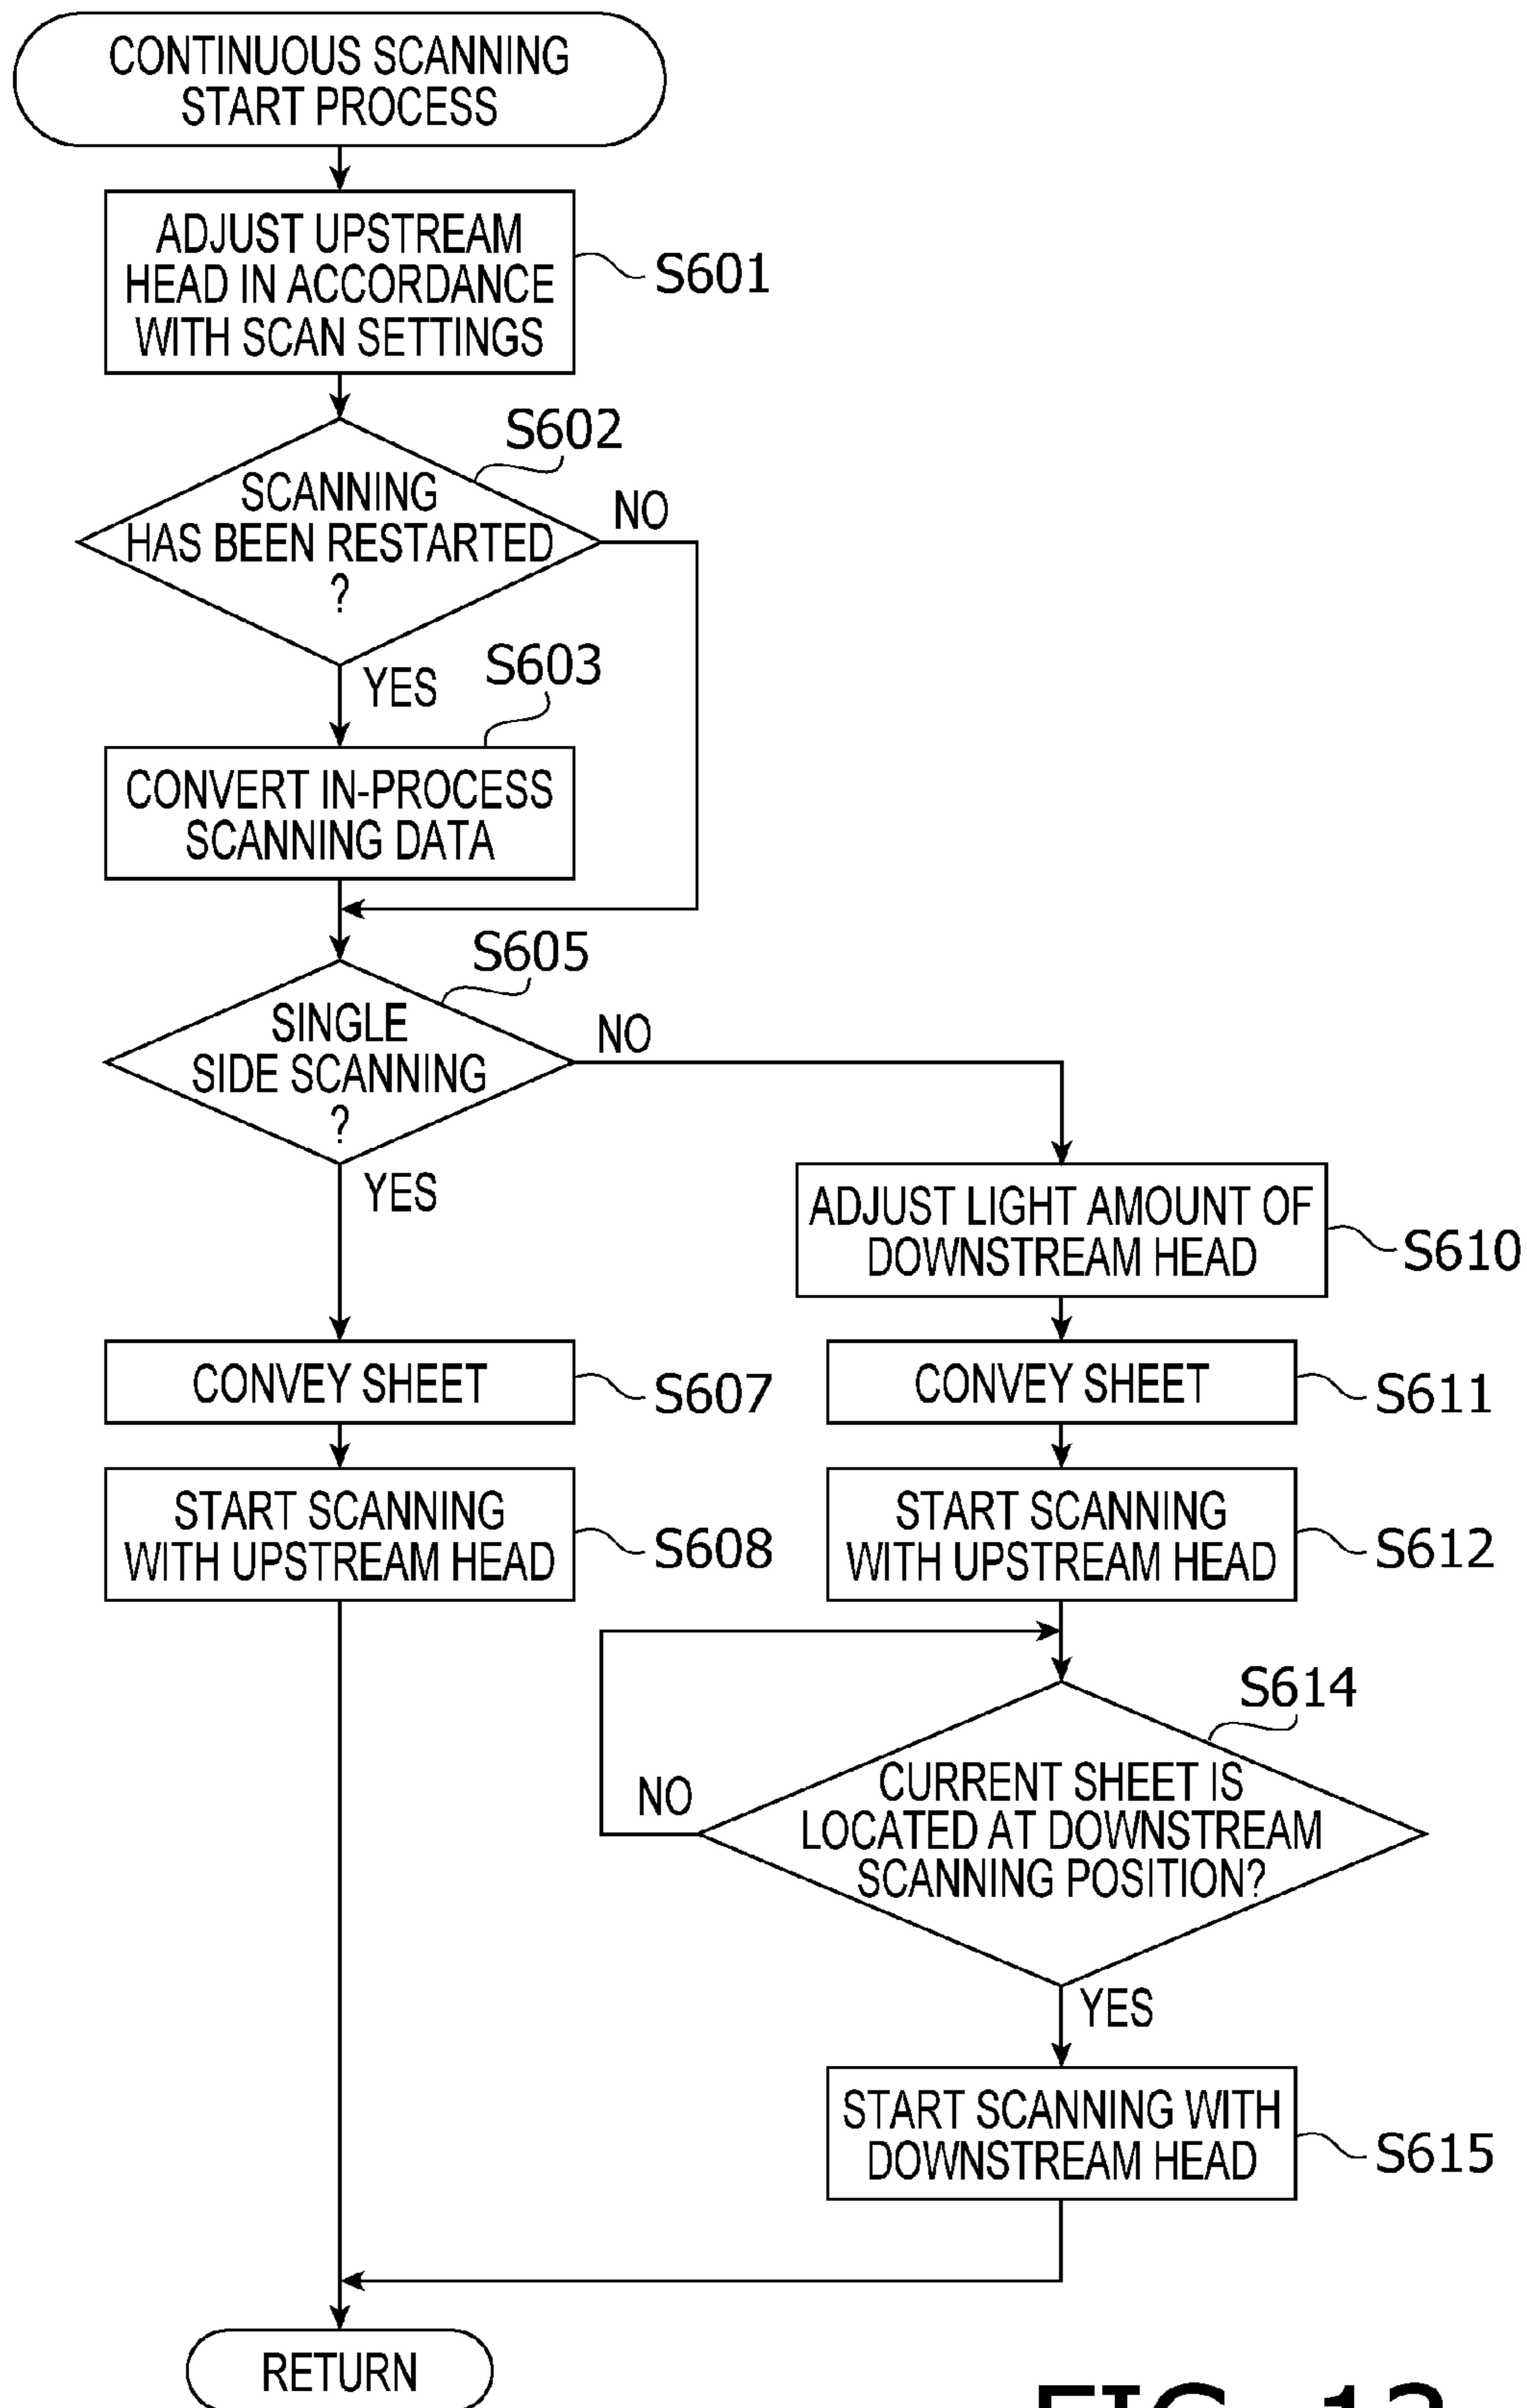 CONTINUOUS SCANNING
START PROCESS
ADJUST UPSTREAM
HEAD IN ACCORDANCE
WITH SCAN SETTINGS
S601
S602
SCANNING
HAS BEEN RESTARTED
?
NO
YES
S603
CONVERT IN-PROCESS
SCANNING DATA
S605
SINGLE
SIDE SCANNING
?
NO
YES
ADJUST LIGHT AMOUNT OF
DOWNSTREAM HEAD
S610
CONVEY SHEET
S607
CONVEY SHEET
S611
START SCANNING
WITH UPSTREAM HEAD
S608
START SCANNING
WITH UPSTREAM HEAD
S612
S614
CURRENT SHEET IS
LOCATED AT DOWNSTREAM
SCANNING POSITION?
NO
YES
START SCANNING WITH
DOWNSTREAM HEAD
S615
RETURN